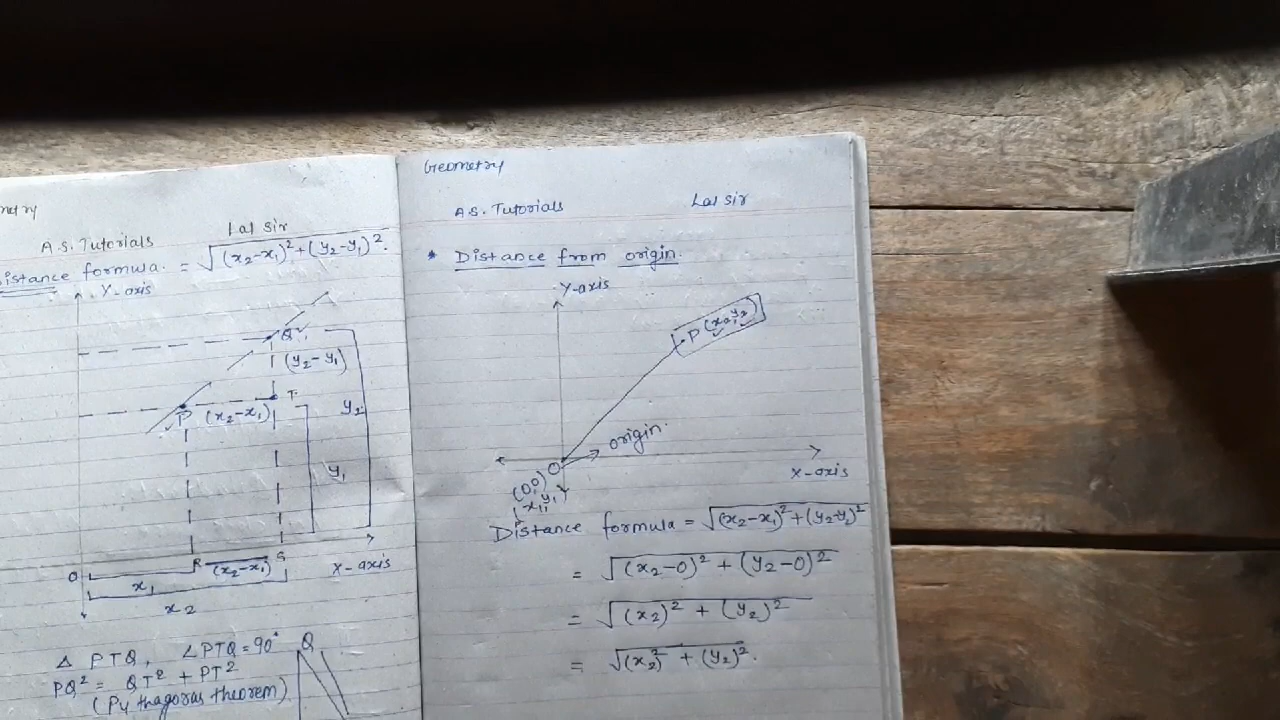 metry
A.S. Tutorials Lal sir
istance formula. = √(x₂-x₁)²+(y₂-y₁)².
Y-axis
Q
(y₂-y₁)
T
P (x₂-x₁)
y₂
y₁
O R (x₂-x₁) S X-axis
x₁
x₂
△ PTQ, ∠PTQ = 90° Q
PQ² = QT² + PT²
(Pythagoras theorem)
Geometry
A.S. Tutorials Lal sir
* Distance from origin.
Y-axis
P(x₂,y₂)
origin.
O
(0,0) X-axis
x₁,y₁
Distance formula = √(x₂-x₁)²+(y₂-y₁)²
= √(x₂-0)² + (y₂-0)²
= √(x₂)² + (y₂)²
= √(x₂)² + (y₂)².